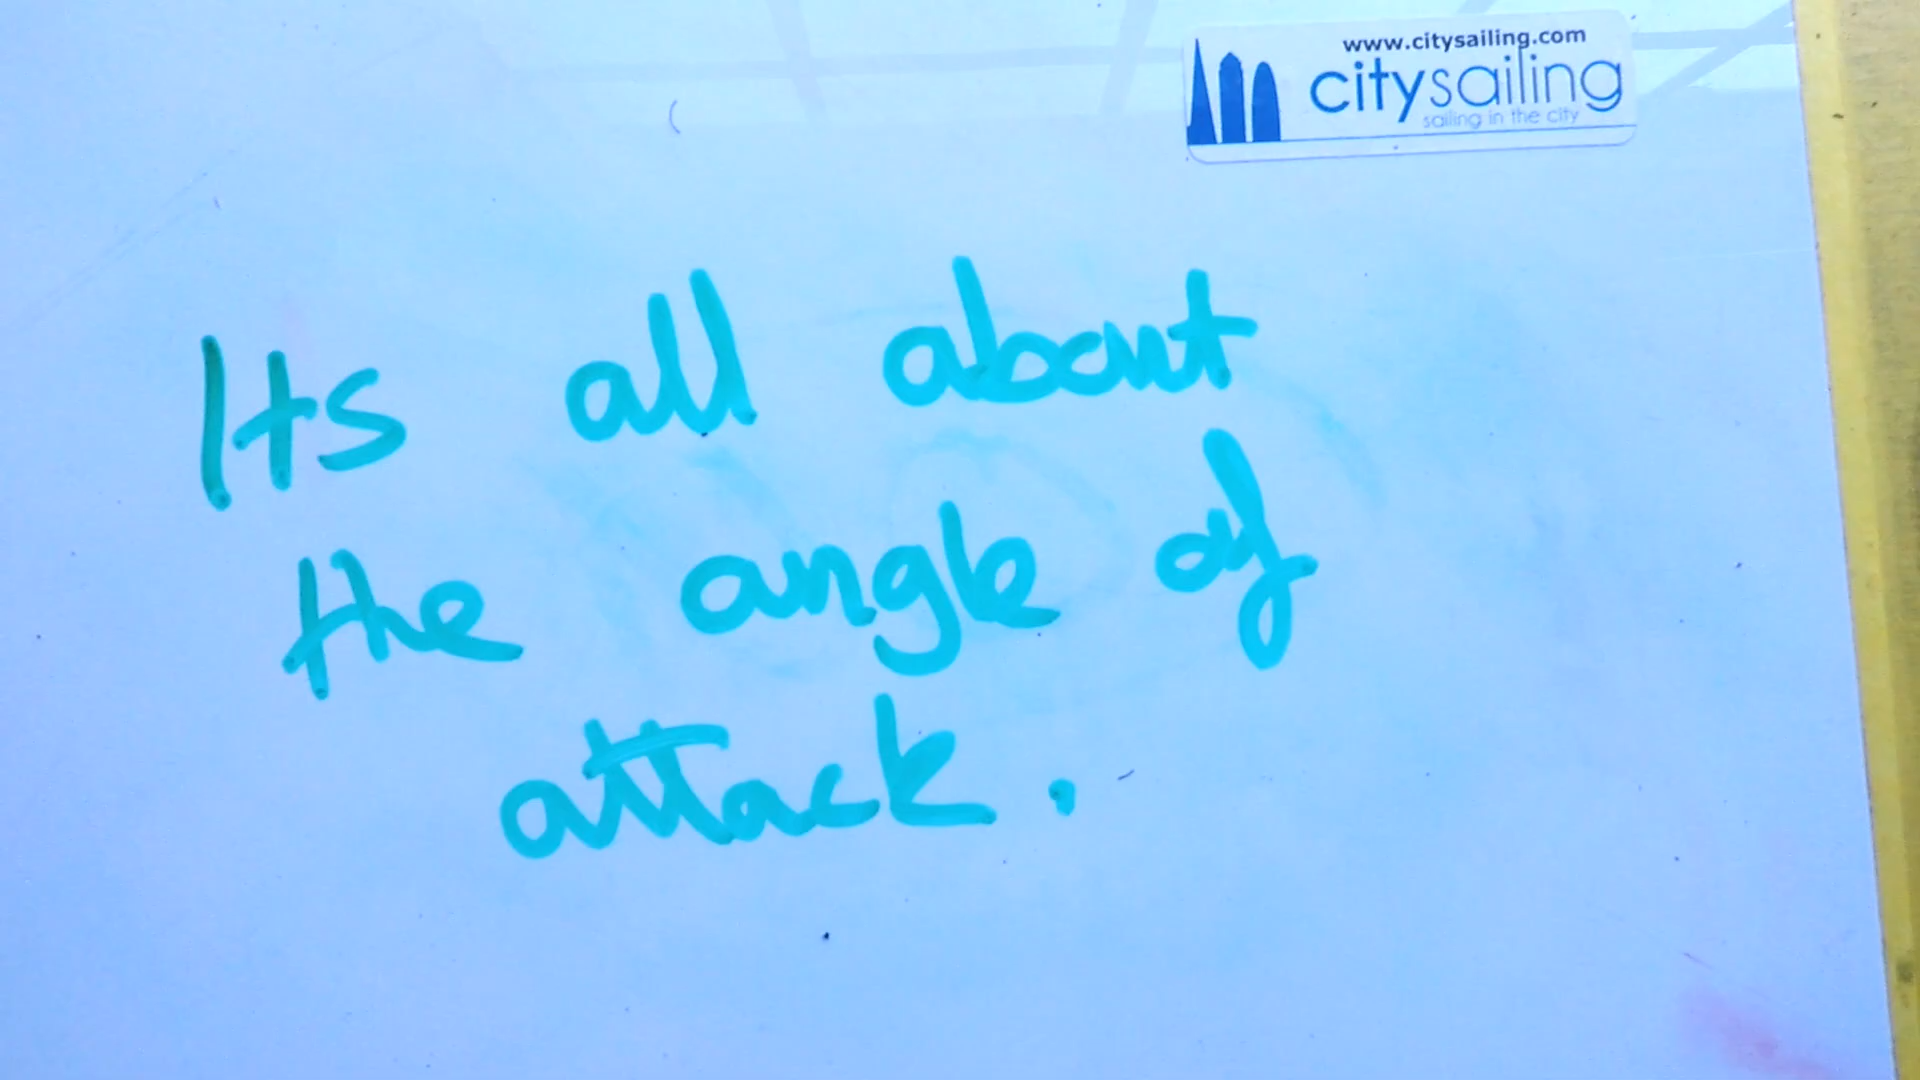 www.citysailing.com
citysailing
sailing in the city
Its all about
the angle of
attack.